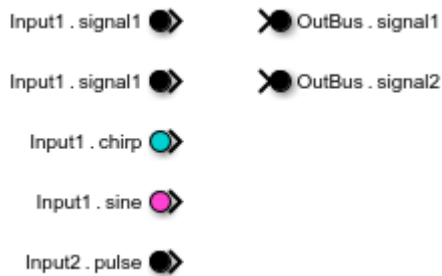 Input1 . signal1
OutBus . signal1
Input1 . signal1
OutBus . signal2
Input1 . chirp
Input1 . sine
Input2 . pulse